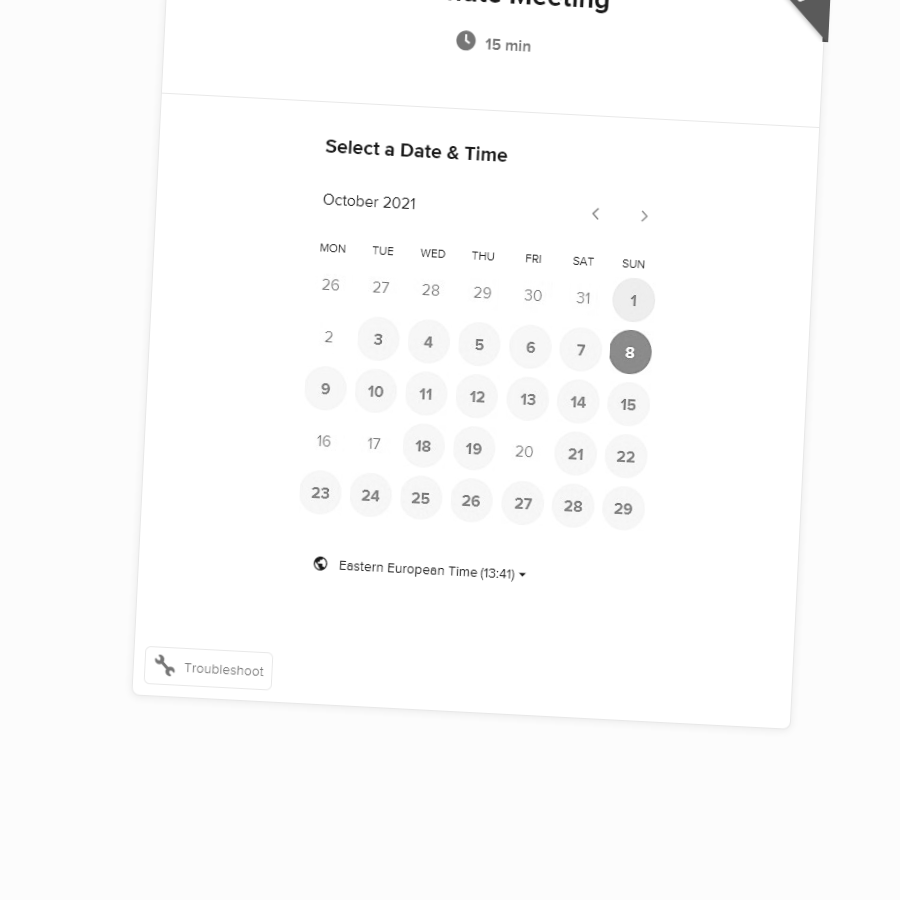 Meeting
15 min
Select a Date & Time
October 2021
MON TUE WED THU FRI SAT SUN
26 27 28 29 30 31 1
2 3 4 5 6 7 8
9 10 11 12 13 14 15
16 17 18 19 20 21 22
23 24 25 26 27 28 29
Eastern European Time (13:41)
Troubleshoot